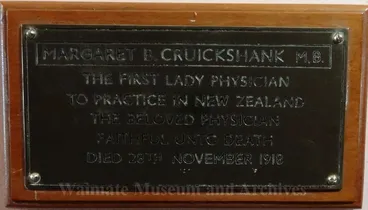 MARGARET B. CRUICKSHANK M.B.
THE FIRST LADY PHYSICIAN
TO PRACTICE IN NEW ZEALAND
THE BELOVED PHYSICIAN
FAITHFUL UNTO DEATH
DIED 28TH NOVEMBER 1918
Waimate Museum and Archives